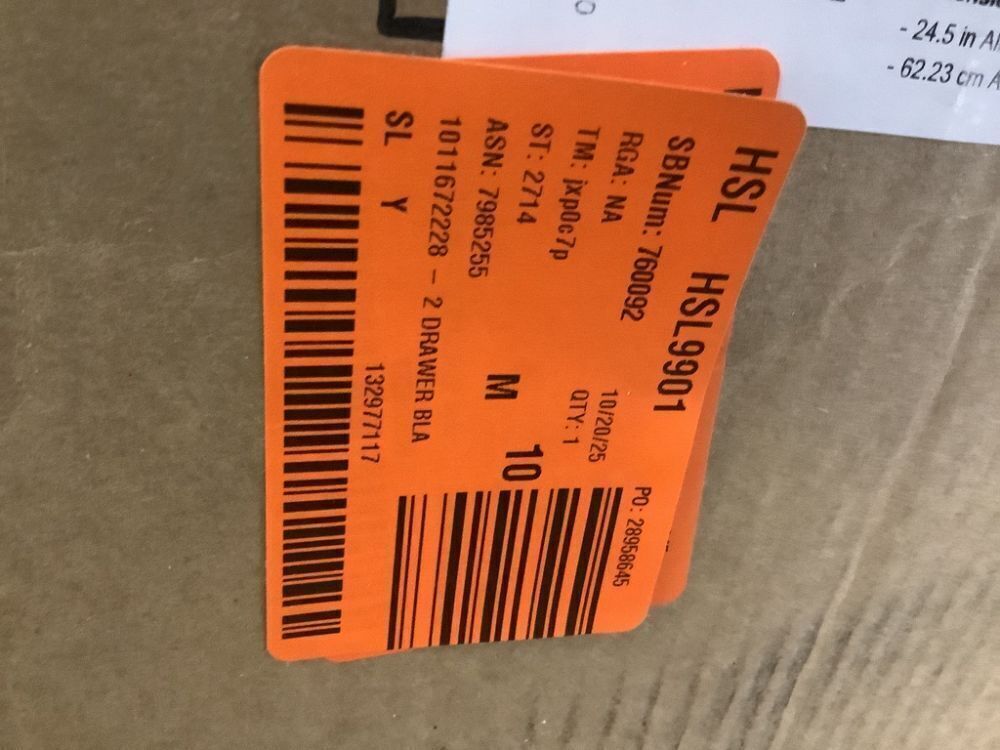 HSL HSL9901
SBNum: 760092 PO: 28958645
RGA: NA 10/20/25
TM: jxp0c7p QTY: 1
ST: 2714 10
ASN: 7985255 M
1011672228 - 2 DRAWER BLA
SL Y 132977117
- 24.5 in
- 62.23 cm